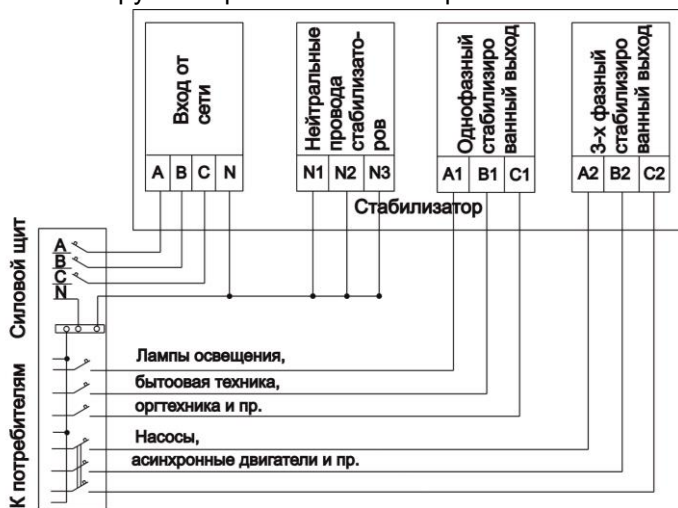 Вход от
сети
Нейтральные
провода
стабилизато-
ров
Однофазный
стабилизиро
ванный выход
3-х фазный
стабилизиро
ванный выход
A B C N
N1 N2 N3
A1 B1 C1
A2 B2 C2
Стабилизатор
Силовой щит
A
B
C
N
К потребителям
Лампы освещения,
бытоовая техника,
оргтехника и пр.
Насосы,
асинхронные двигатели и пр.